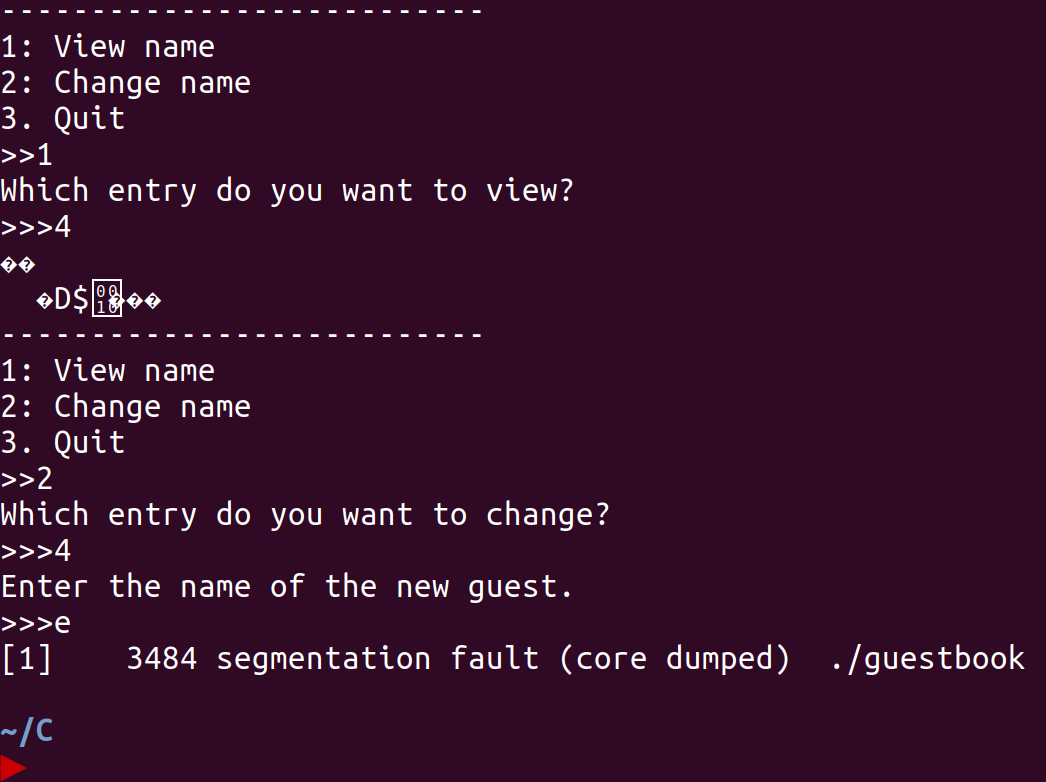 ---------------------------
1: View name
2: Change name
3. Quit
>>1
Which entry do you want to view?
>>>4
��
�D$���
---------------------------
1: View name
2: Change name
3. Quit
>>2
Which entry do you want to change?
>>>4
Enter the name of the new guest.
>>>e
[1]    3484 segmentation fault (core dumped)  ./guestbook
~/C